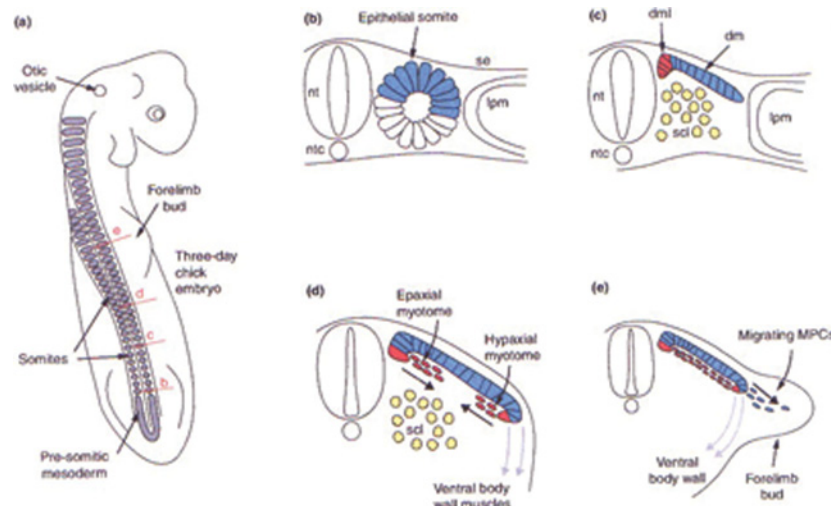 (a)
Otic
vesicle
Forelimb
bud
e
Three-day
chick
embryo
d
Somites
c
b
Pre-somitic
mesoderm
(b)
Epithelial somite
se
nt
lpm
ntc
(c)
dml
dm
nt
scl
lpm
ntc
(d)
Epaxial
myotome
Hypaxial
myotome
scl
Ventral body
wall muscles
(e)
Migrating MPCs
Ventral
body wall
Forelimb
bud